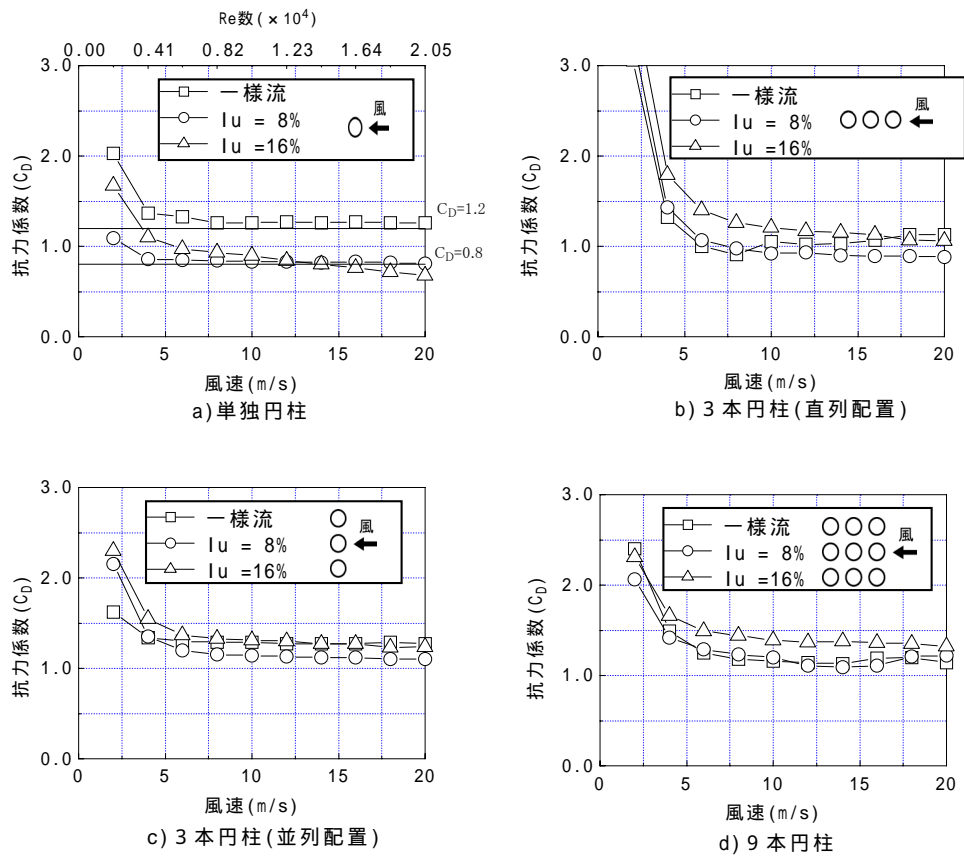 Re数(×10⁴)
0.00 0.41 0.82 1.23 1.64 2.05
3.0
2.0
1.0
0.0
抗力係数(C_D)
一様流
Iu = 8%
Iu =16%
風
C_D=1.2
C_D=0.8
0 5 10 15 20
風速(m/s)
a)単独円柱
3.0
2.0
1.0
0.0
抗力係数(C_D)
一様流
Iu = 8%
Iu =16%
風
0 5 10 15 20
風速(m/s)
b)3本円柱(直列配置)
3.0
2.0
1.0
0.0
抗力係数(C_D)
一様流
Iu = 8%
Iu =16%
風
0 5 10 15 20
風速(m/s)
c)3本円柱(並列配置)
3.0
2.0
1.0
0.0
抗力係数(C_D)
一様流
Iu = 8%
Iu =16%
風
0 5 10 15 20
風速(m/s)
d)9本円柱